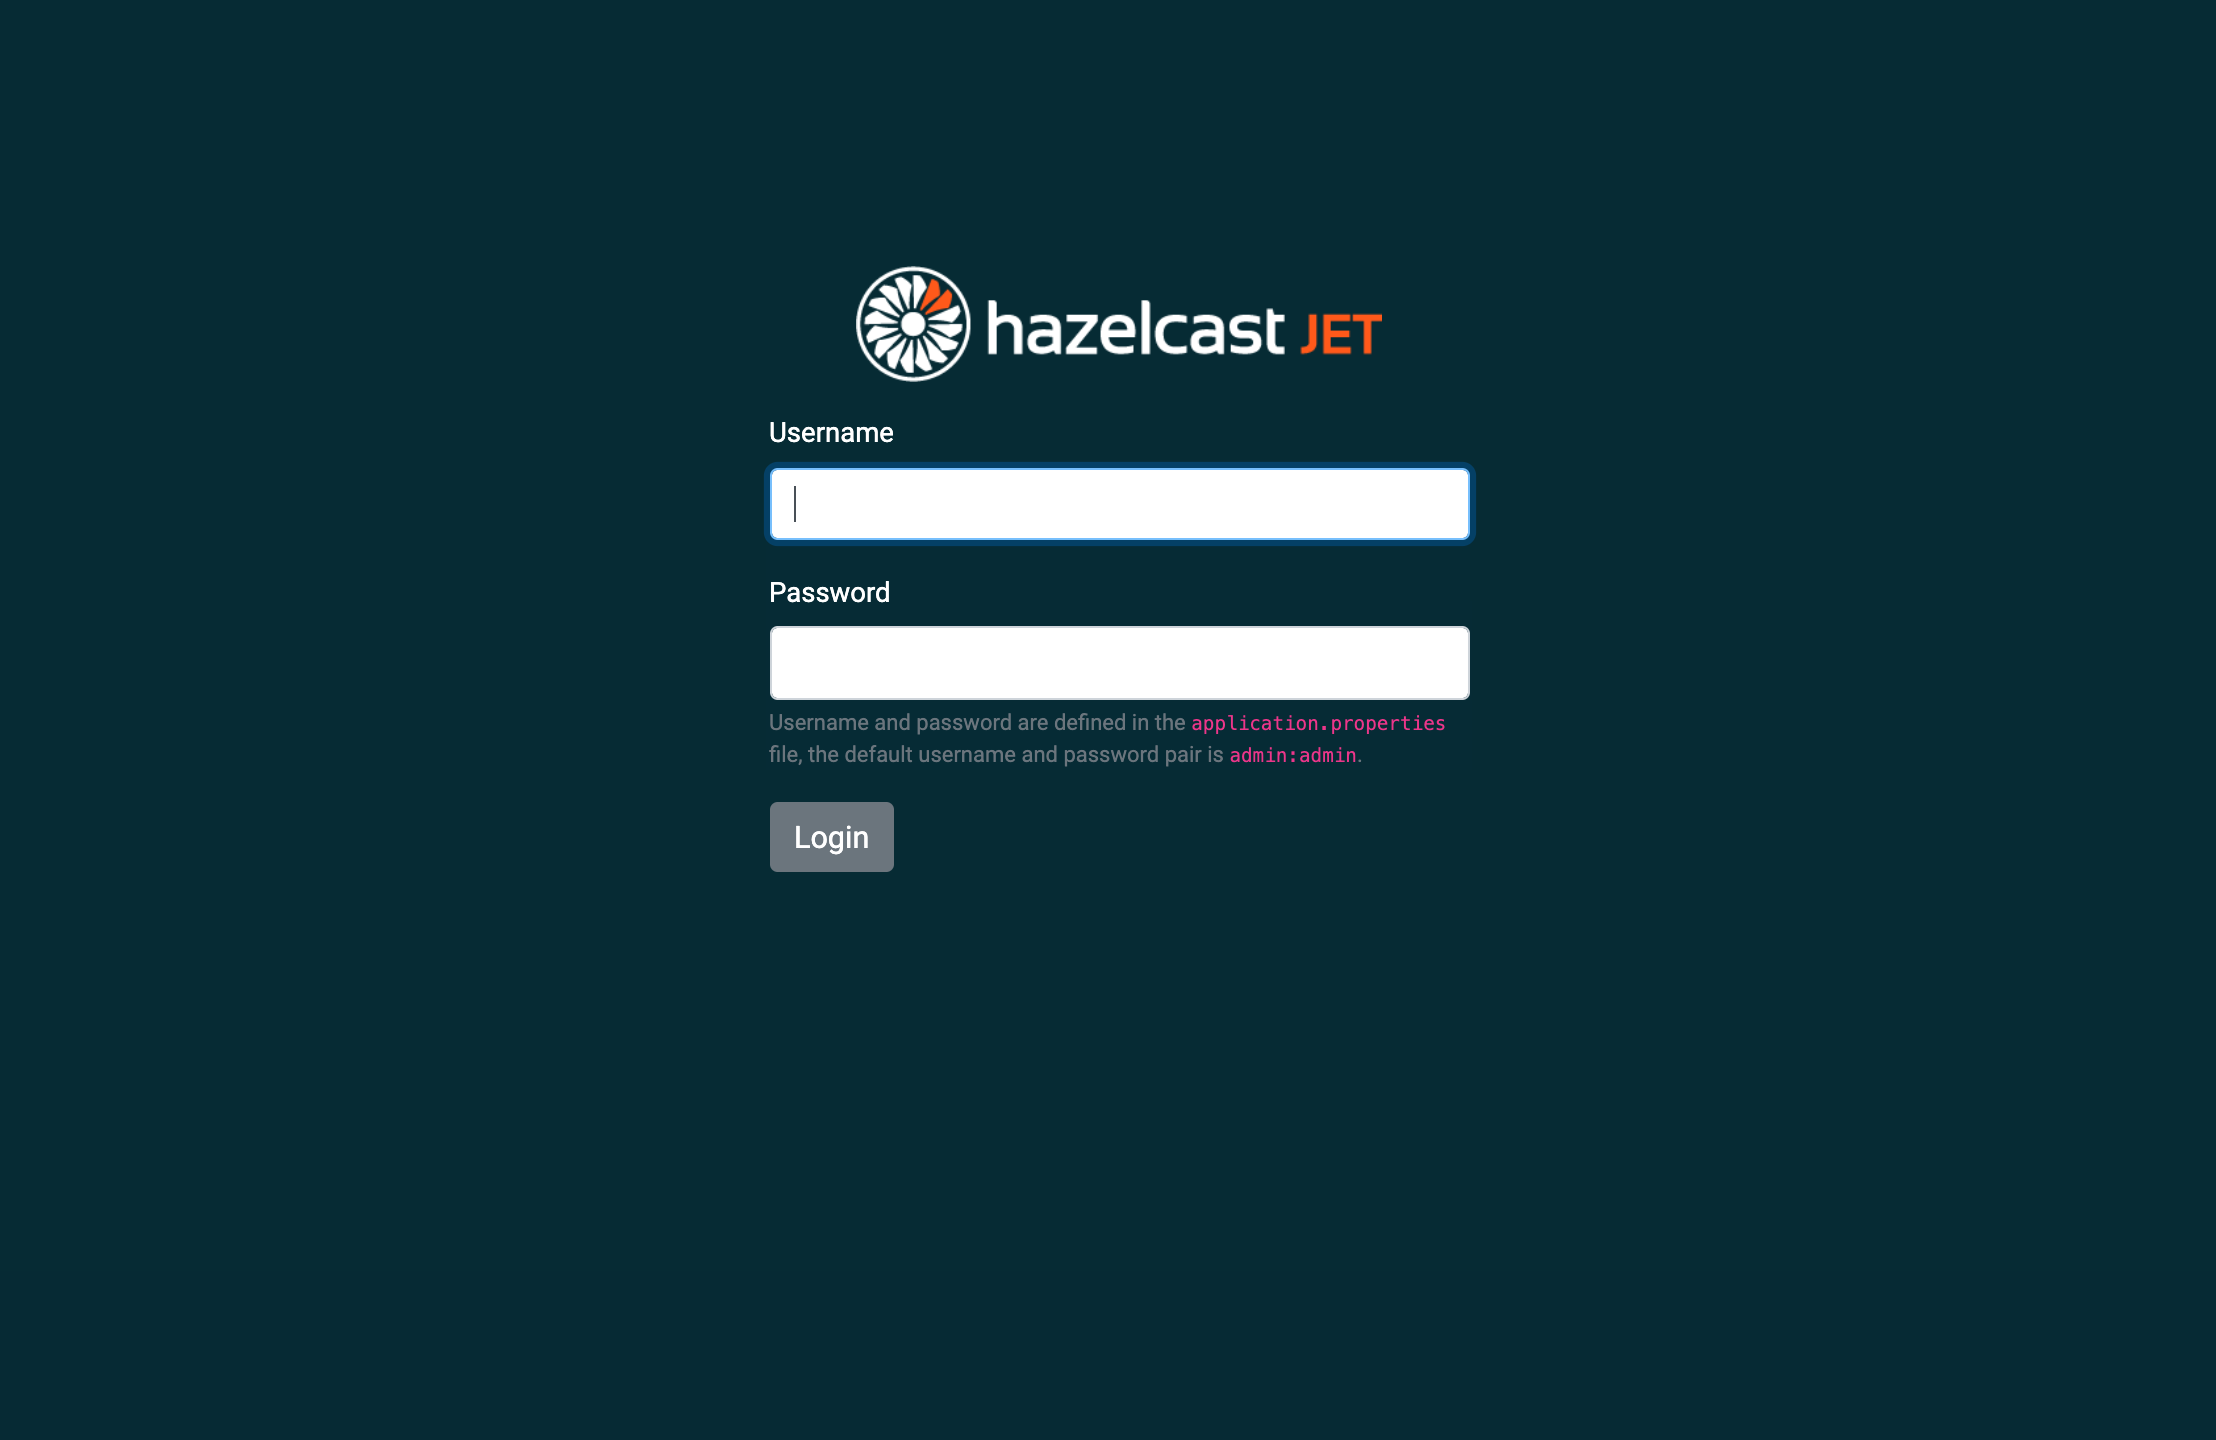 hazelcast JET
Username
Password
Username and password are defined in the application.properties
file, the default username and password pair is admin:admin.
Login